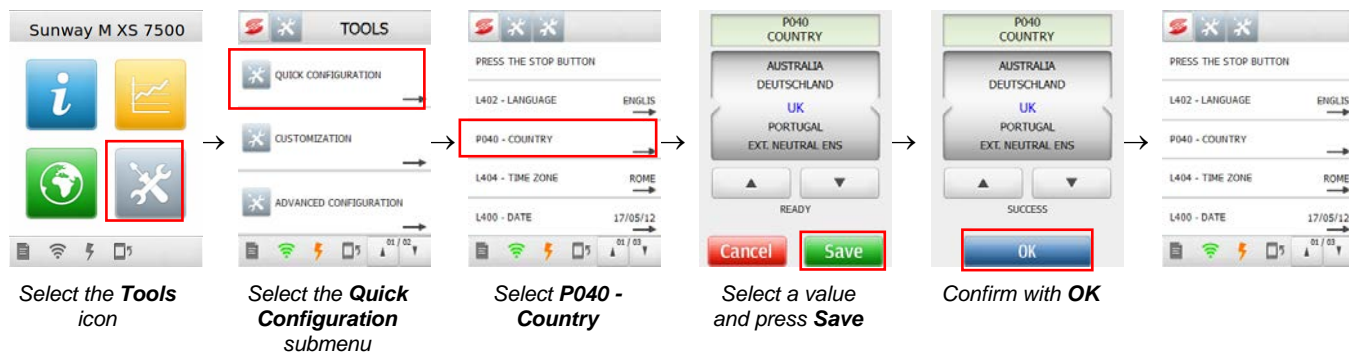 Sunway M XS 7500
TOOLS
QUICK CONFIGURATION
CUSTOMIZATION
ADVANCED CONFIGURATION
01 / 02
PRESS THE STOP BUTTON
L402 - LANGUAGE ENGLIS
P040 - COUNTRY
L404 - TIME ZONE ROME
L400 - DATE 17/05/12
01 / 03
P040
COUNTRY
AUSTRALIA
DEUTSCHLAND
UK
PORTUGAL
EXT. NEUTRAL ENS
READY
Cancel Save
P040
COUNTRY
AUSTRALIA
DEUTSCHLAND
UK
PORTUGAL
EXT. NEUTRAL ENS
SUCCESS
OK
PRESS THE STOP BUTTON
L402 - LANGUAGE ENGLIS
P040 - COUNTRY
L404 - TIME ZONE ROME
L400 - DATE 17/05/12
01 / 03
Select the Tools
icon
Select the Quick
Configuration
submenu
Select P040 -
Country
Select a value
and press Save
Confirm with OK